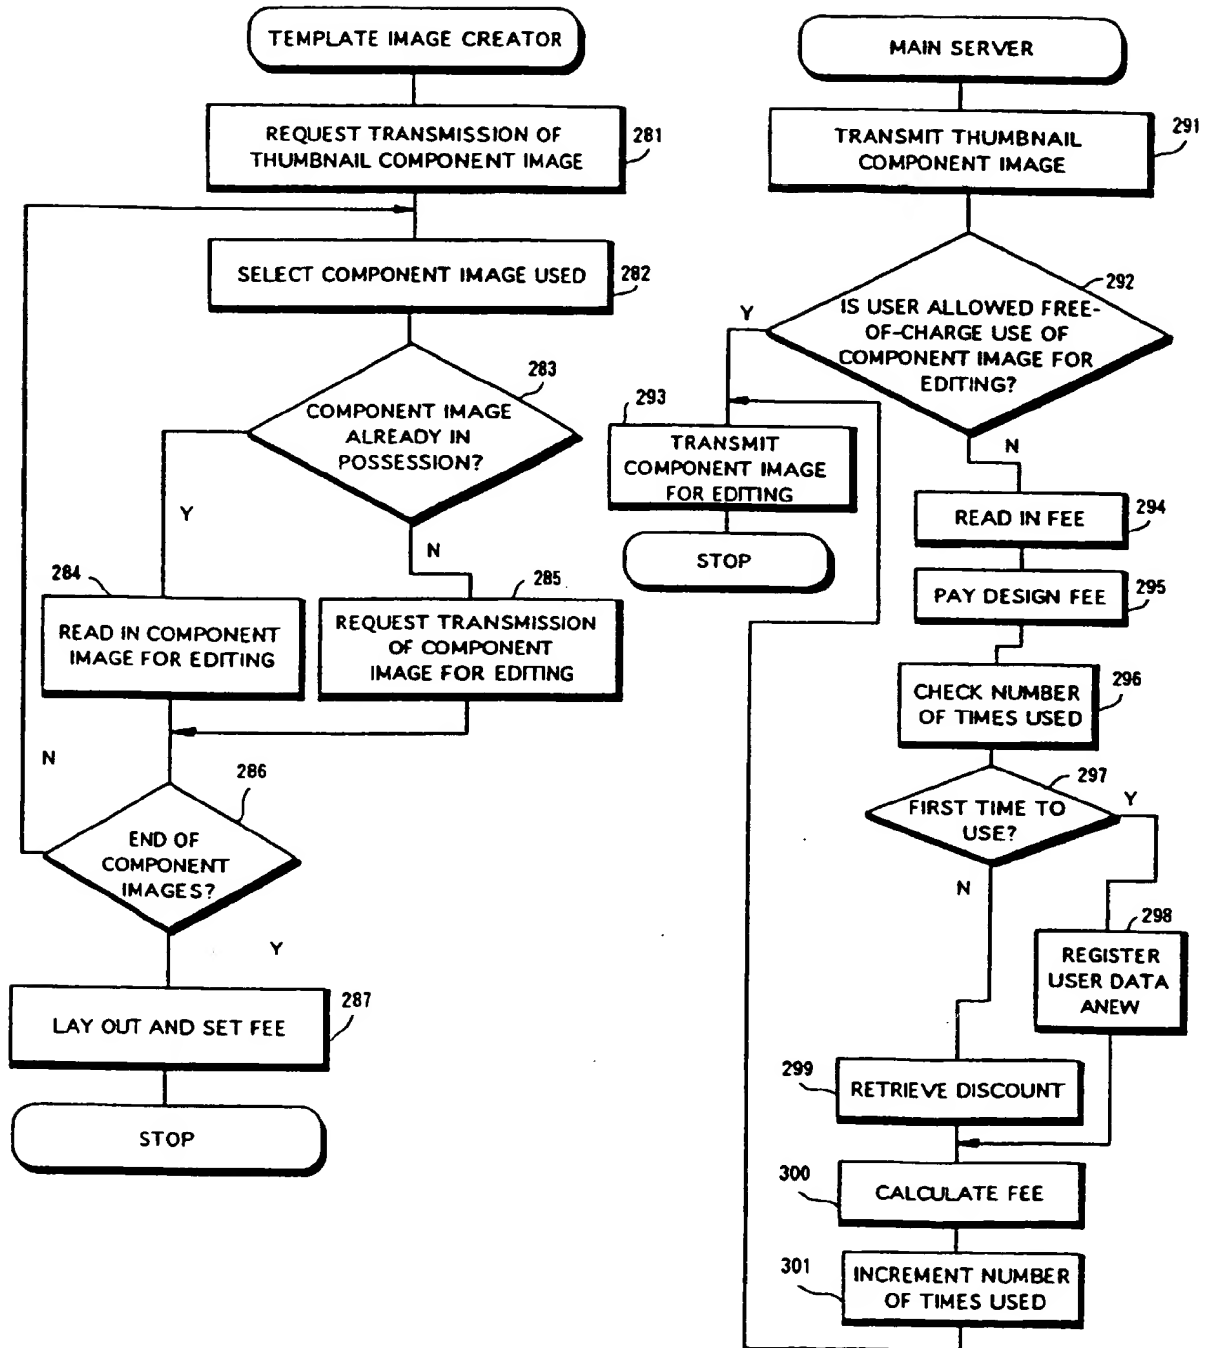 TEMPLATE IMAGE CREATOR
REQUEST TRANSMISSION OF
THUMBNAIL COMPONENT IMAGE
281
SELECT COMPONENT IMAGE USED
282
283
COMPONENT IMAGE
ALREADY IN
POSSESSION?
Y
N
284
READ IN COMPONENT
IMAGE FOR EDITING
285
REQUEST TRANSMISSION
OF COMPONENT
IMAGE FOR EDITING
N
286
END OF
COMPONENT
IMAGES?
Y
LAY OUT AND SET FEE
287
STOP
MAIN SERVER
TRANSMIT THUMBNAIL
COMPONENT IMAGE
291
292
IS USER ALLOWED FREE-
OF-CHARGE USE OF
COMPONENT IMAGE FOR
EDITING?
Y
N
293
TRANSMIT
COMPONENT IMAGE
FOR EDITING
STOP
READ IN FEE
294
PAY DESIGN FEE
295
CHECK NUMBER
OF TIMES USED
296
297
FIRST TIME TO
USE?
Y
N
298
REGISTER
USER DATA
ANEW
299
RETRIEVE DISCOUNT
300
CALCULATE FEE
301
INCREMENT NUMBER
OF TIMES USED